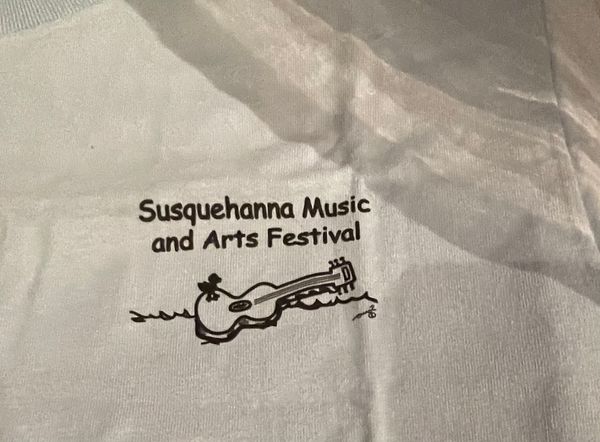 Susquehanna Music
and Arts Festival